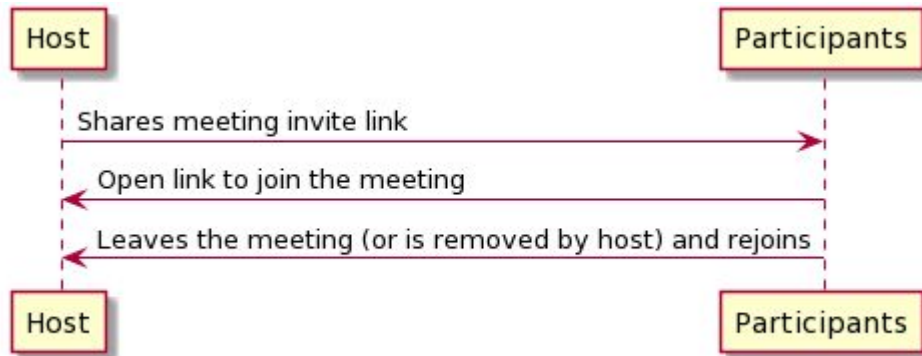 Host
Participants
Shares meeting invite link
Open link to join the meeting
Leaves the meeting (or is removed by host) and rejoins
Host
Participants